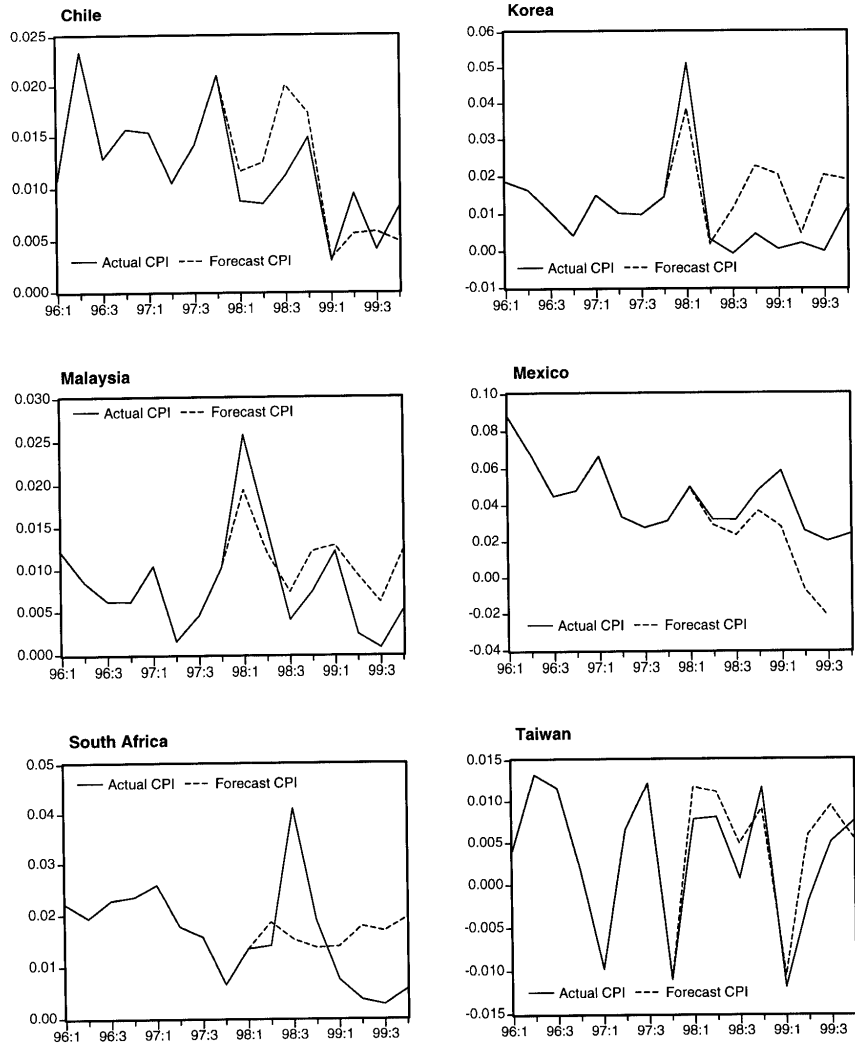 Chile
0.025
0.020
0.015
0.010
0.005
0.000
Actual CPI Forecast CPI
96:1 96:3 97:1 97:3 98:1 98:3 99:1 99:3
Korea
0.06
0.05
0.04
0.03
0.02
0.01
0.00
-0.01
Actual CPI Forecast CPI
96:1 96:3 97:1 97:3 98:1 98:3 99:1 99:3
Malaysia
0.030
Actual CPI Forecast CPI
0.025
0.020
0.015
0.010
0.005
0.000
96:1 96:3 97:1 97:3 98:1 98:3 99:1 99:3
Mexico
0.10
0.08
0.06
0.04
0.02
0.00
-0.02
Actual CPI Forecast CPI
-0.04
96:1 96:3 97:1 97:3 98:1 98:3 99:1 99:3
South Africa
0.05
Actual CPI Forecast CPI
0.04
0.03
0.02
0.01
0.00
96:1 96:3 97:1 97:3 98:1 98:3 99:1 99:3
Taiwan
0.015
0.010
0.005
0.000
-0.005
-0.010
Actual CPI Forecast CPI
-0.015
96:1 96:3 97:1 97:3 98:1 98:3 99:1 99:3